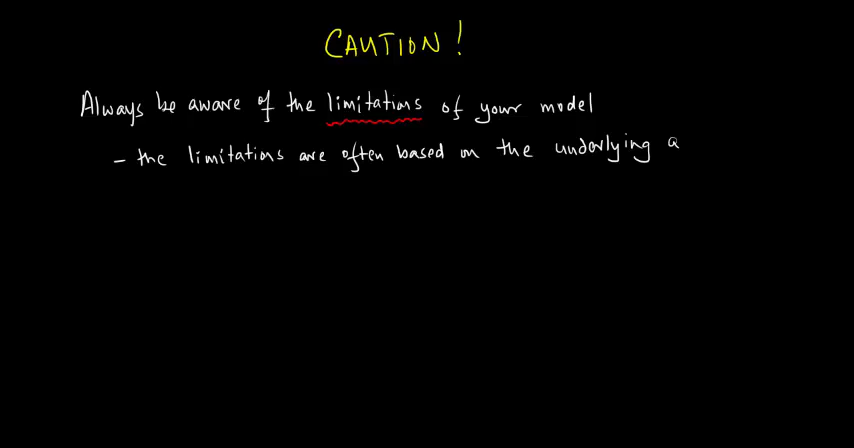 CAUTION!
Always be aware of the limitations of your model
- the limitations are often based on the underlying a